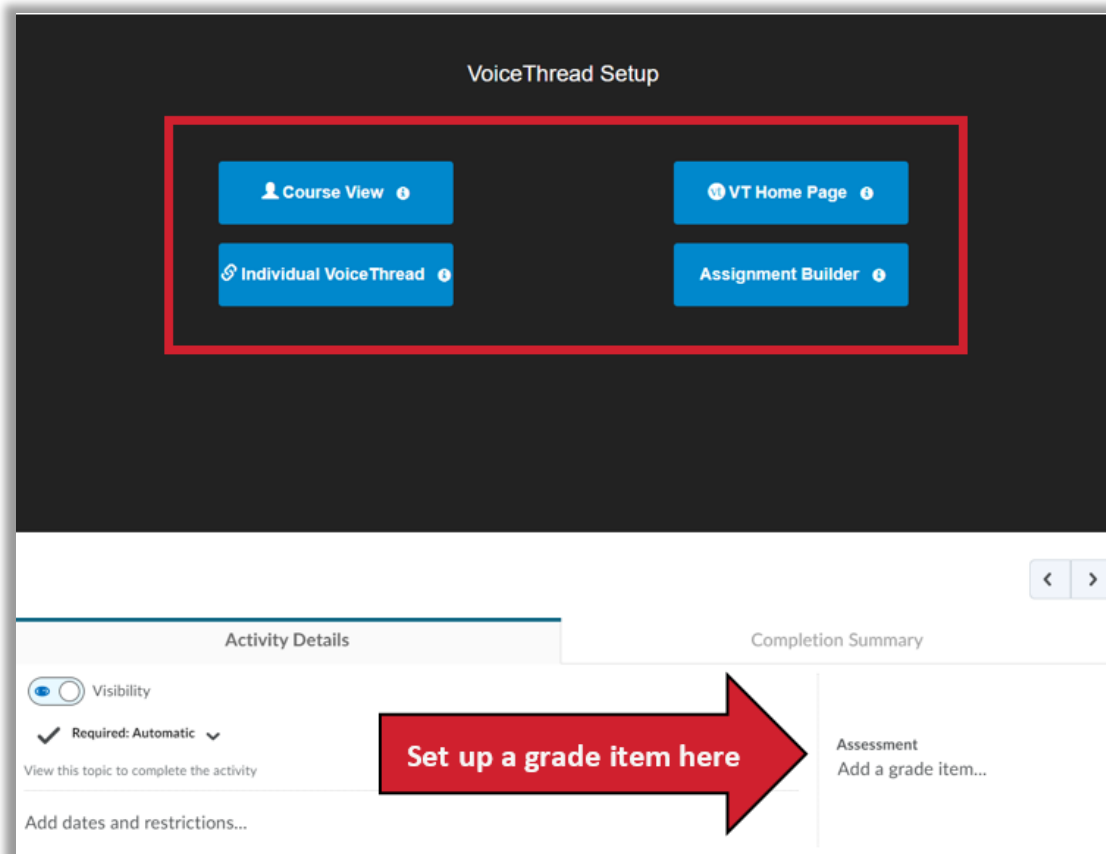 VoiceThread Setup
Course View
VT Home Page
Individual VoiceThread
Assignment Builder
Activity Details
Completion Summary
Visibility
Required: Automatic
View this topic to complete the activity
Add dates and restrictions...
Set up a grade item here
Assessment
Add a grade item...